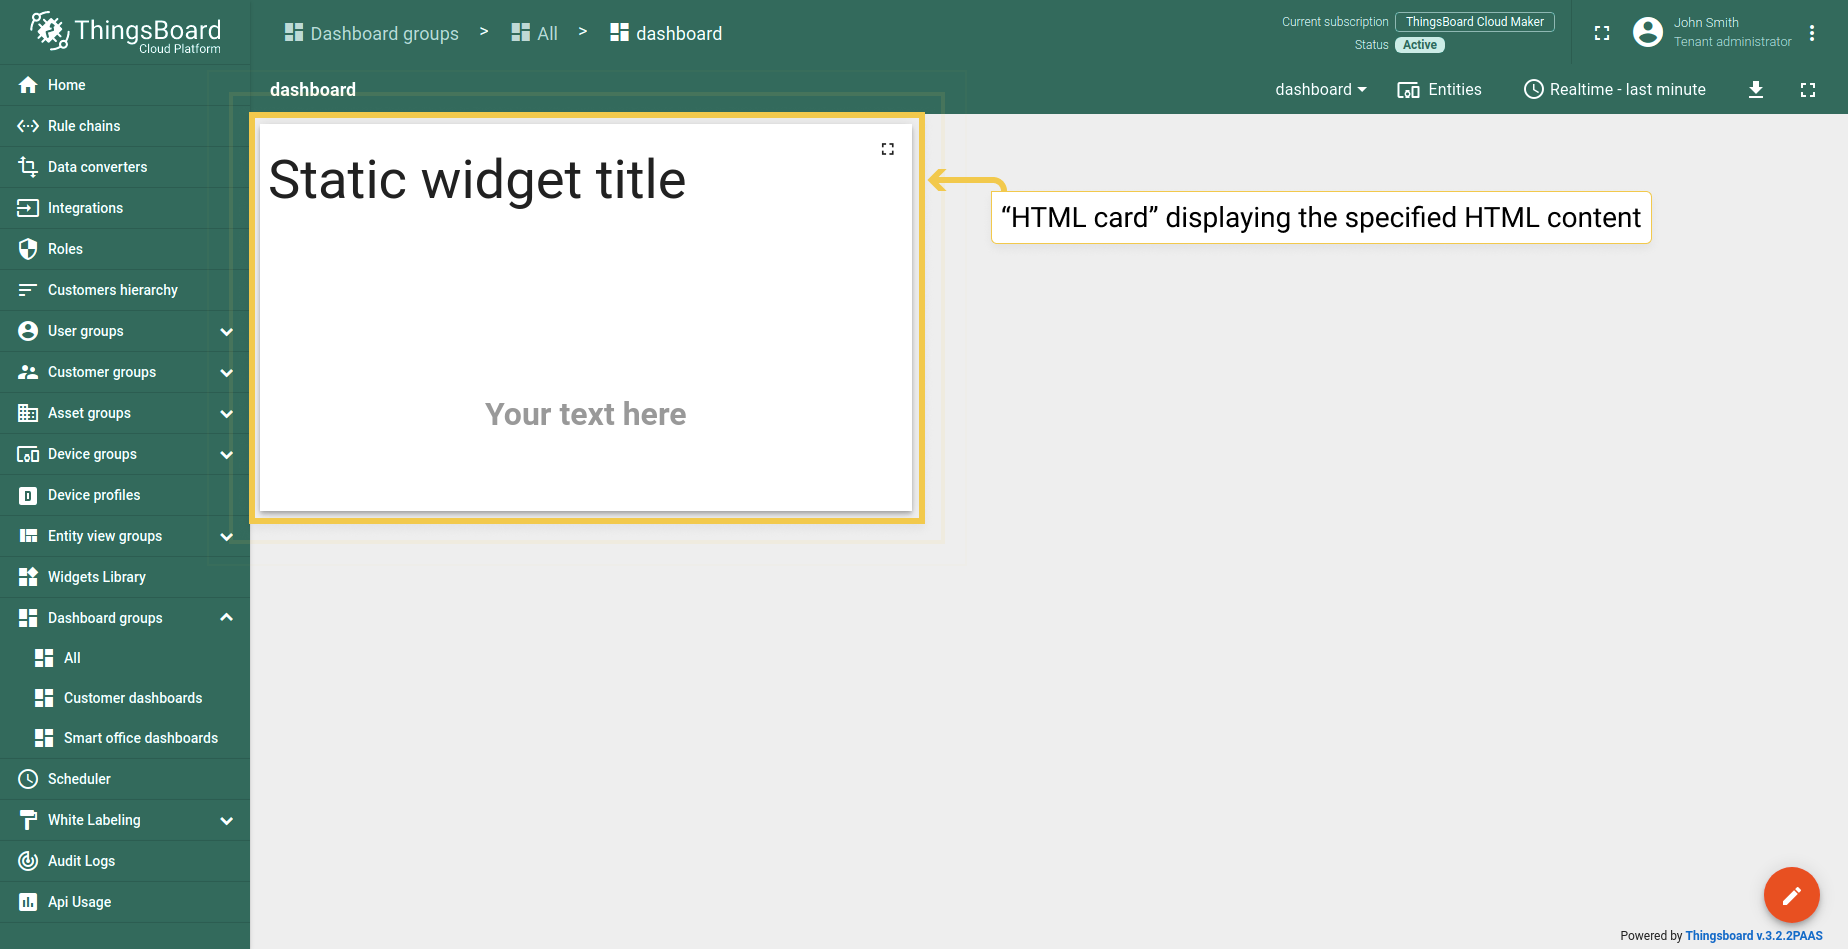 ThingsBoard
Cloud Platform
Dashboard groups > All > dashboard
Current subscription ThingsBoard Cloud Maker
Status Active
John Smith
Tenant administrator
Home
Rule chains
Data converters
Integrations
Roles
Customers hierarchy
User groups
Customer groups
Asset groups
Device groups
Device profiles
Entity view groups
Widgets Library
Dashboard groups
All
Customer dashboards
Smart office dashboards
Scheduler
White Labeling
Audit Logs
Api Usage
dashboard
dashboard
Entities
Realtime - last minute
Static widget title
Your text here
“HTML card” displaying the specified HTML content
Powered by Thingsboard v.3.2.2PAAS